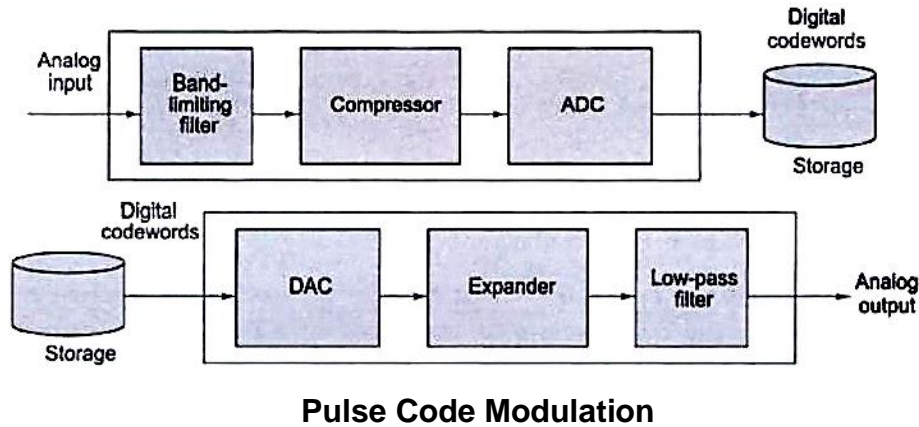 Analog
input
Band-
limiting
filter
Compressor
ADC
Digital
codewords
Storage
Digital
codewords
Storage
DAC
Expander
Low-pass
filter
Analog
output
Pulse Code Modulation